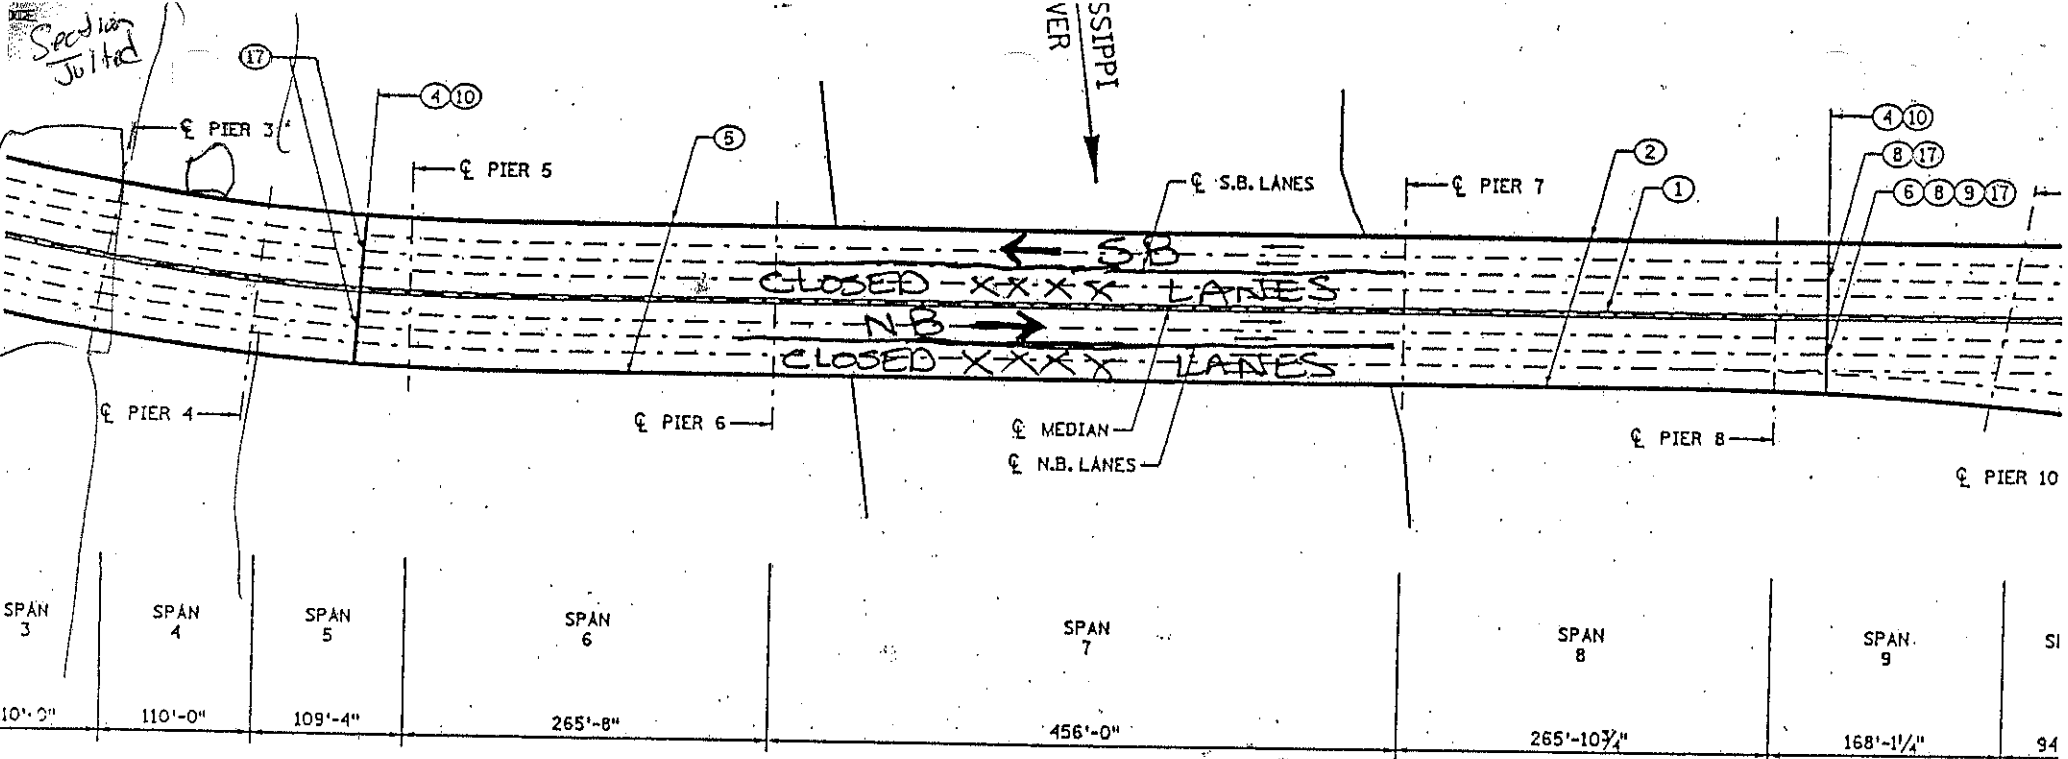 Section
SSIPPI
VER
17
4 10
℄ PIER 3
5
℄ PIER 5
℄ S.B. LANES
℄ PIER 7
2
1
4 10
8 17
6 8 9 17
← S.B
CLOSED -XXXX- LANES
N.B →
CLOSED -XXXX- LANES
℄ PIER 4
℄ PIER 6
℄ MEDIAN
℄ N.B. LANES
℄ PIER 8
℄ PIER 10
SPAN
3
SPAN
4
SPAN
5
SPAN
6
SPAN
7
SPAN
8
SPAN
9
10'-0"
110'-0"
109'-4"
265'-8"
456'-0"
265'-10¾"
168'-1¼"
94